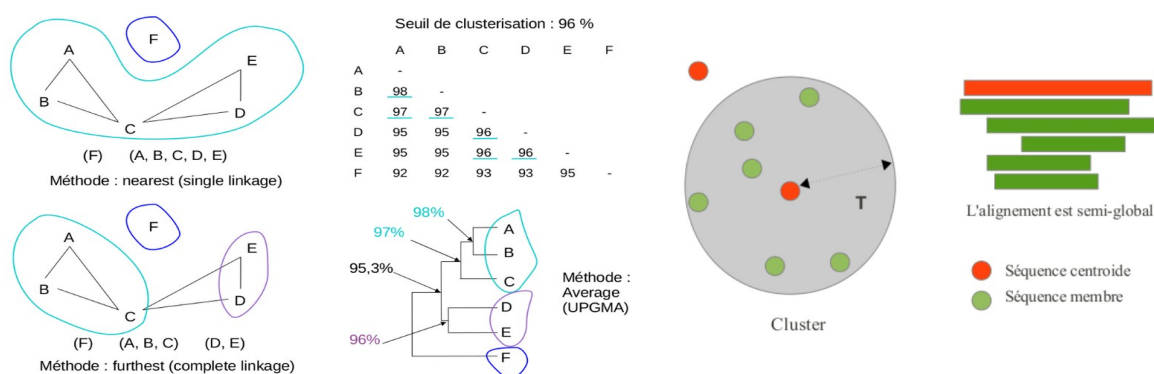 F
A
E
B
D
C
(F) (A, B, C, D, E)
Méthode : nearest (single linkage)
F
A
E
B
D
C
(F) (A, B, C) (D, E)
Méthode : furthest (complete linkage)
Seuil de clusterisation : 96 %
A B C D E F
A -
B 98 -
C 97 97 -
D 95 95 96 -
E 95 95 96 96 -
F 92 92 93 93 95 -
98%
97%
95,3%
96%
A
B
C
D
E
F
Méthode :
Average
(UPGMA)
T
Cluster
L'alignement est semi-global
Séquence centroide
Séquence membre